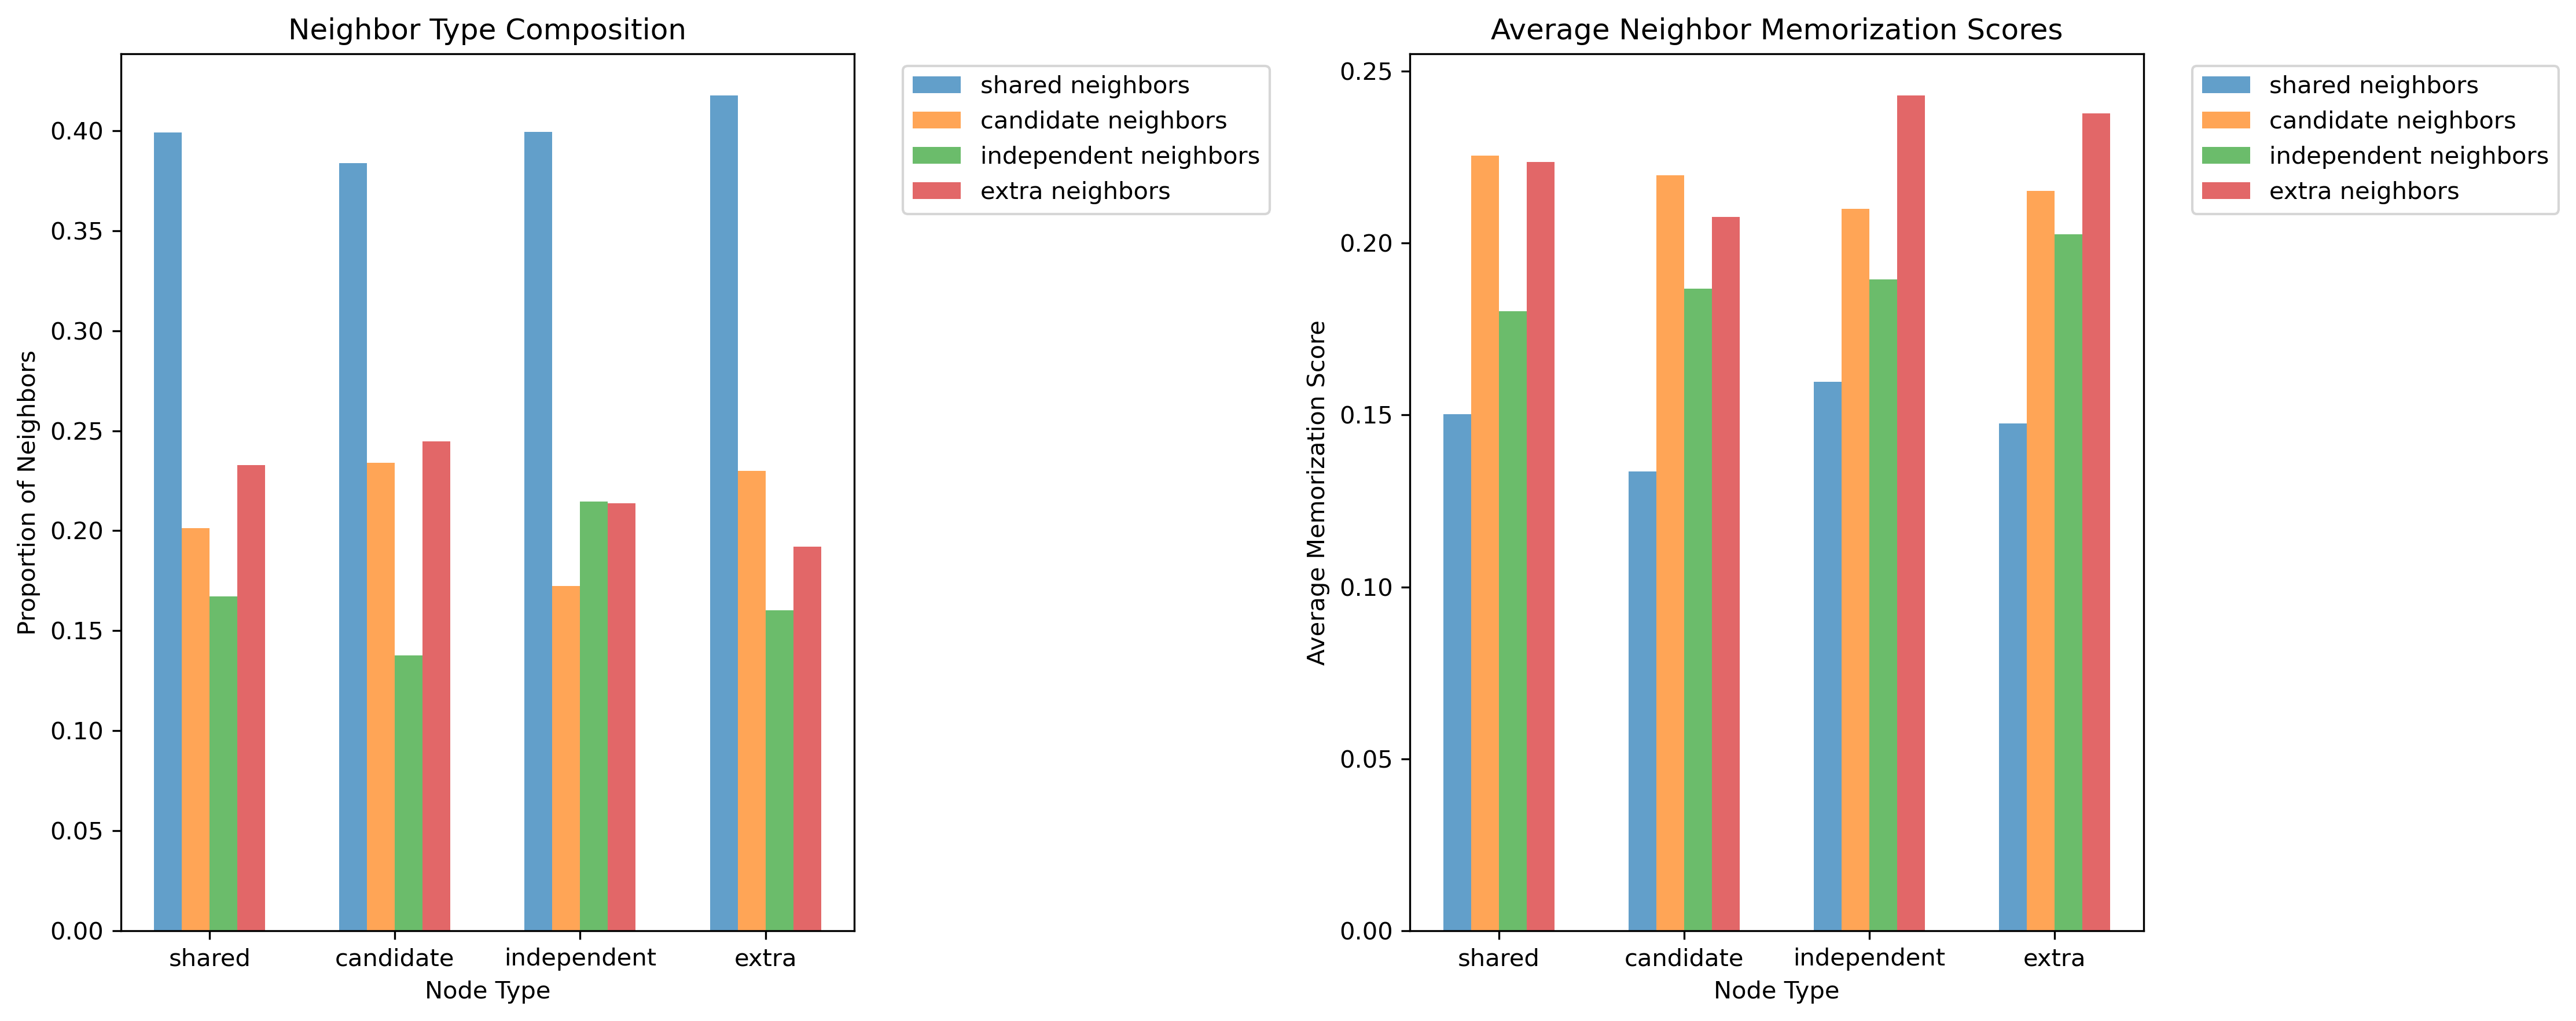 Neighbor Type Composition
Proportion of Neighbors
0.40
0.35
0.30
0.25
0.20
0.15
0.10
0.05
0.00
shared candidate independent extra
Node Type
shared neighbors
candidate neighbors
independent neighbors
extra neighbors
Average Neighbor Memorization Scores
Average Memorization Score
0.25
0.20
0.15
0.10
0.05
0.00
shared candidate independent extra
Node Type
shared neighbors
candidate neighbors
independent neighbors
extra neighbors